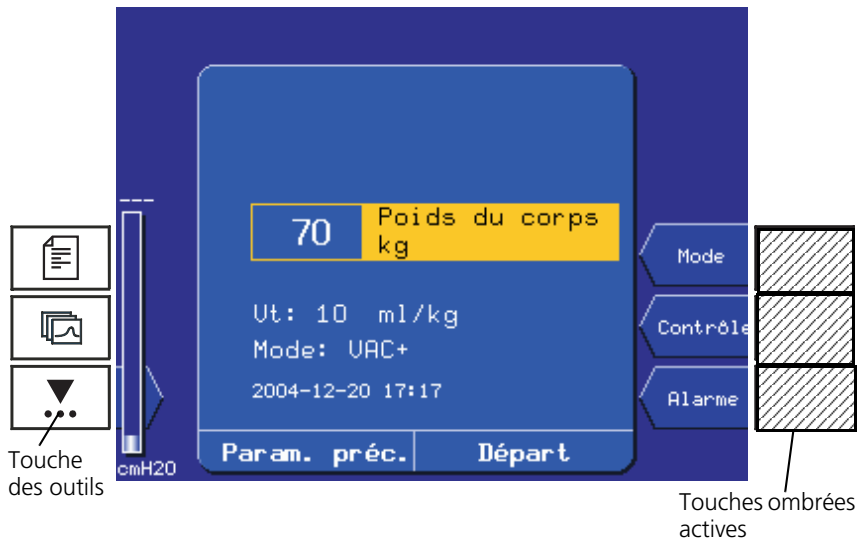 ---
70
Poids du corps
kg
Vt: 10 ml/kg
Mode: VAC+
2004-12-20 17:17
Param. préc.
Départ
cmH2O
Mode
Contrôle
Alarme
Touche
des outils
Touches ombrées
actives